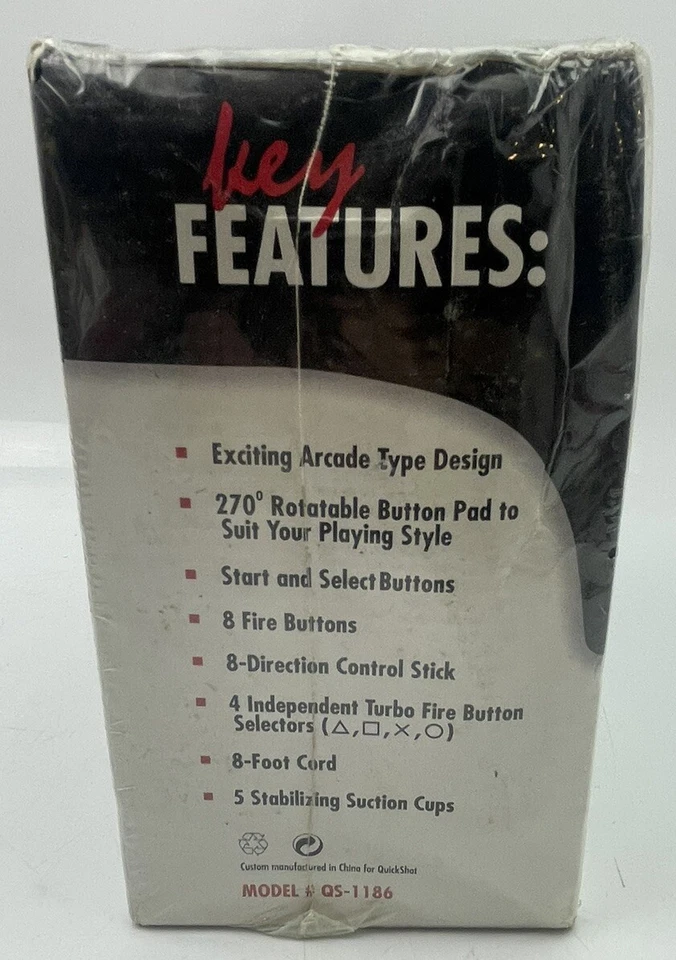 key
FEATURES:
Exciting Arcade Type Design
270° Rotatable Button Pad to
Suit Your Playing Style
Start and Select Buttons
8 Fire Buttons
8-Direction Control Stick
4 Independent Turbo Fire Button
Selectors (△,□,×,○)
8-Foot Cord
5 Stabilizing Suction Cups
Custom manufactured in China for QuickShot
MODEL # QS-1186